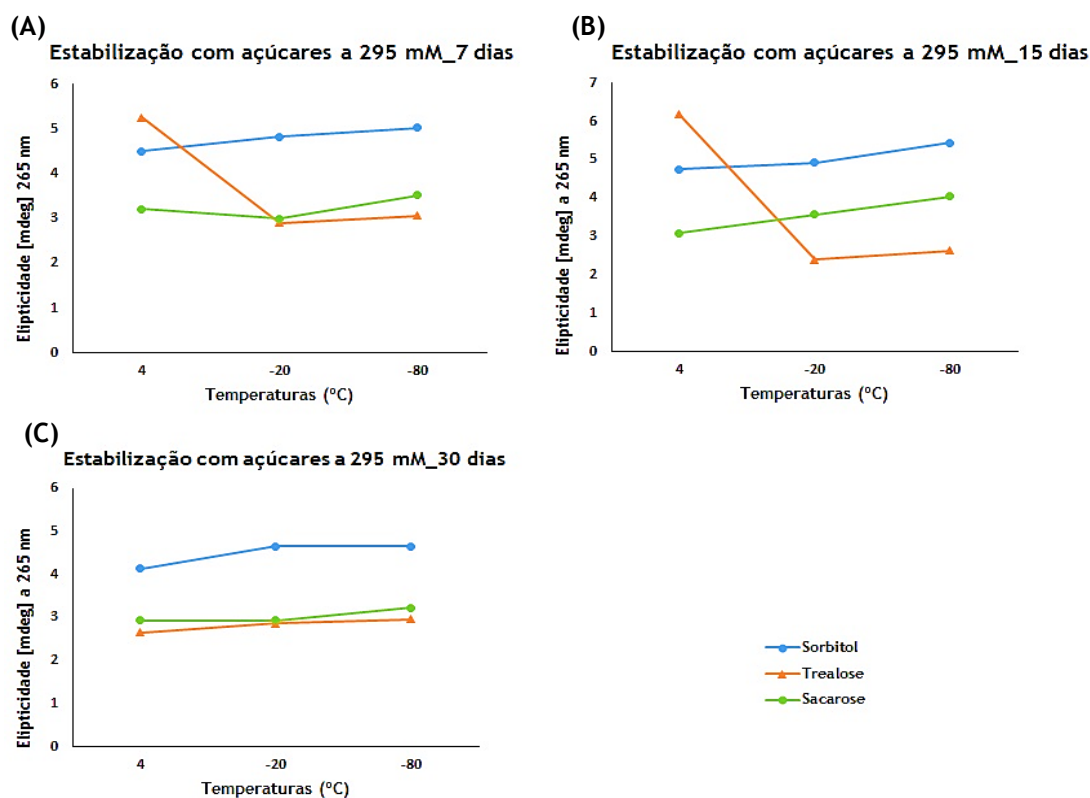 (A)
Estabilização com açúcares a 295 mM_7 dias
Elipticidade [mdeg] 265 nm
6
5
4
3
2
1
0
4
-20
-80
Temperaturas (ºC)
(B)
Estabilização com açúcares a 295 mM_15 dias
Elipticidade [mdeg] a 265 nm
7
6
5
4
3
2
1
0
4
-20
-80
Temperaturas (ºC)
(C)
Estabilização com açúcares a 295 mM_30 dias
Elipticidade [mdeg] a 265 nm
6
5
4
3
2
1
0
4
-20
-80
Temperaturas (ºC)
Sorbitol
Trealose
Sacarose